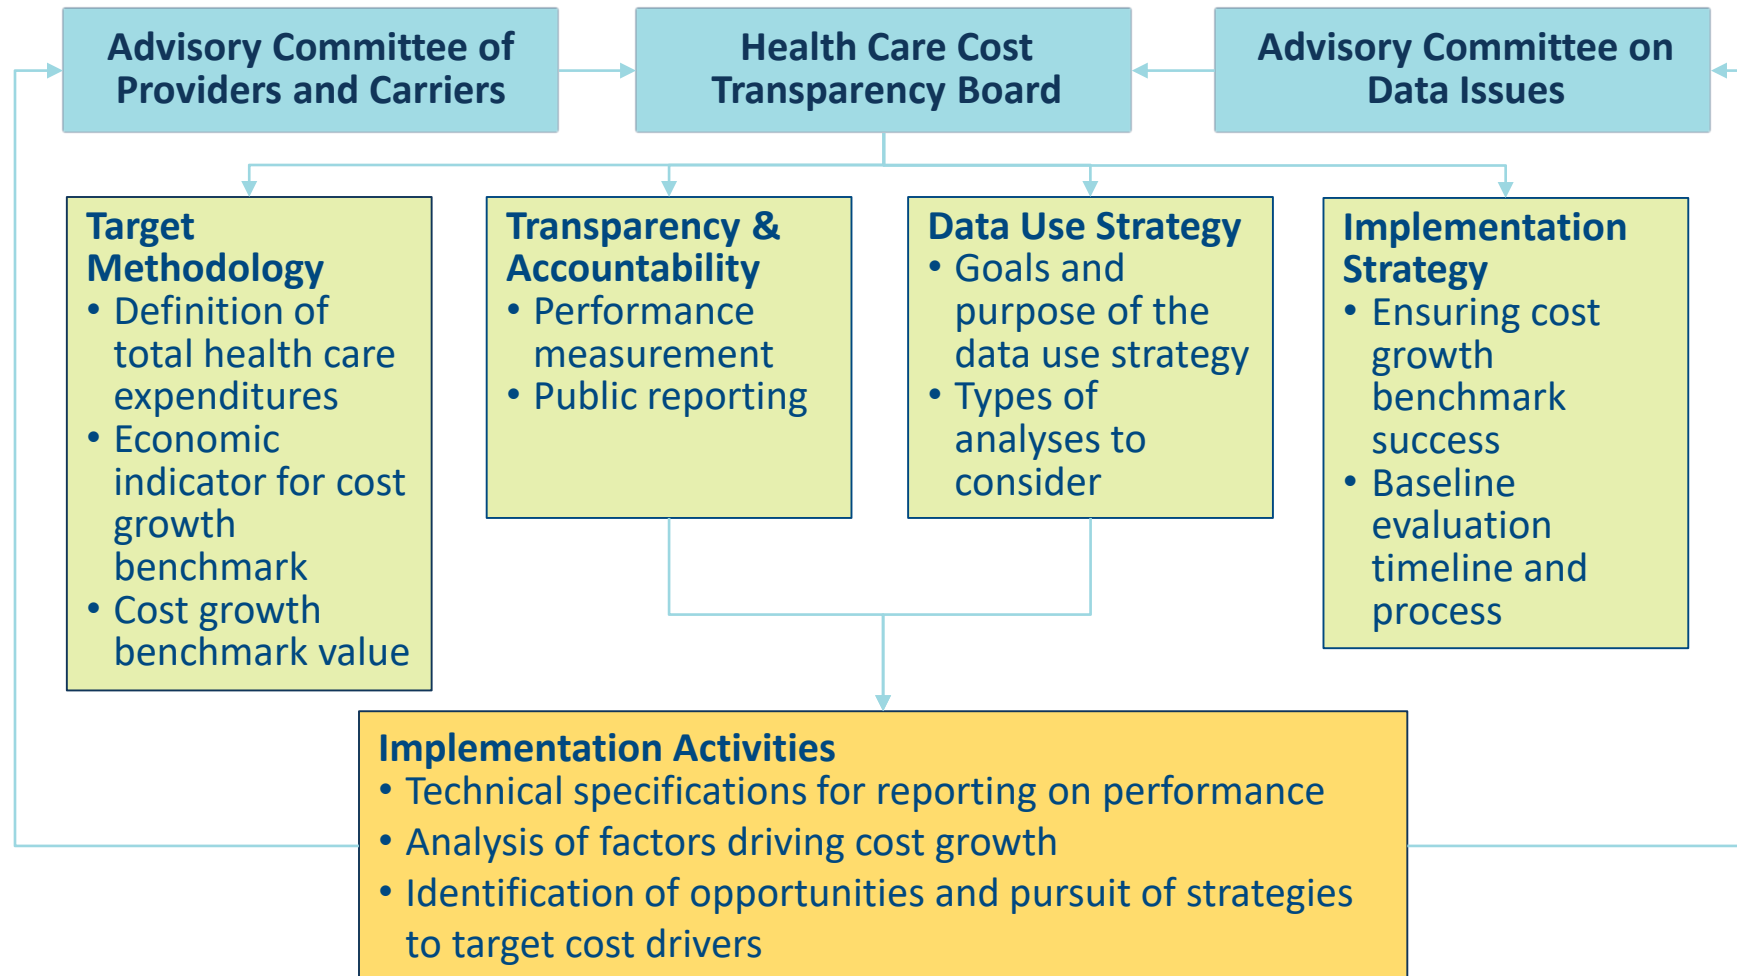 Advisory Committee of
Providers and Carriers
Health Care Cost
Transparency Board
Advisory Committee on
Data Issues
Target
Methodology
• Definition of
total health care
expenditures
• Economic
indicator for cost
growth
benchmark
• Cost growth
benchmark value
Transparency &
Accountability
• Performance
measurement
• Public reporting
Data Use Strategy
• Goals and
purpose of the
data use strategy
• Types of
analyses to
consider
Implementation
Strategy
• Ensuring cost
growth
benchmark
success
• Baseline
evaluation
timeline and
process
Implementation Activities
• Technical specifications for reporting on performance
• Analysis of factors driving cost growth
• Identification of opportunities and pursuit of strategies
to target cost drivers